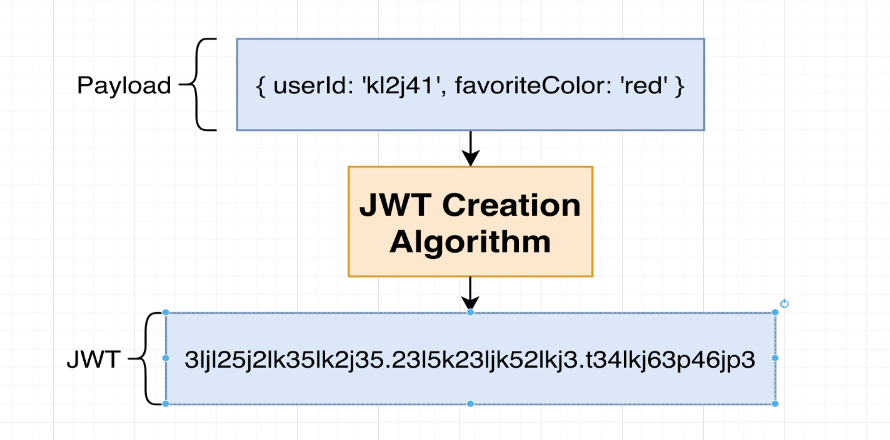 Payload
{ userId: 'kl2j41', favoriteColor: 'red' }
JWT Creation
Algorithm
JWT
3ljl25j2lk35lk2j35.23l5k23ljk52lkj3.t34lkj63p46jp3